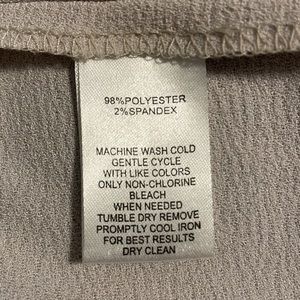 98%POLYESTER
2%SPANDEX
MACHINE WASH COLD
GENTLE CYCLE
WITH LIKE COLORS
ONLY NON-CHLORINE
BLEACH
WHEN NEEDED
TUMBLE DRY REMOVE
PROMPTLY COOL IRON
FOR BEST RESULTS
DRY CLEAN